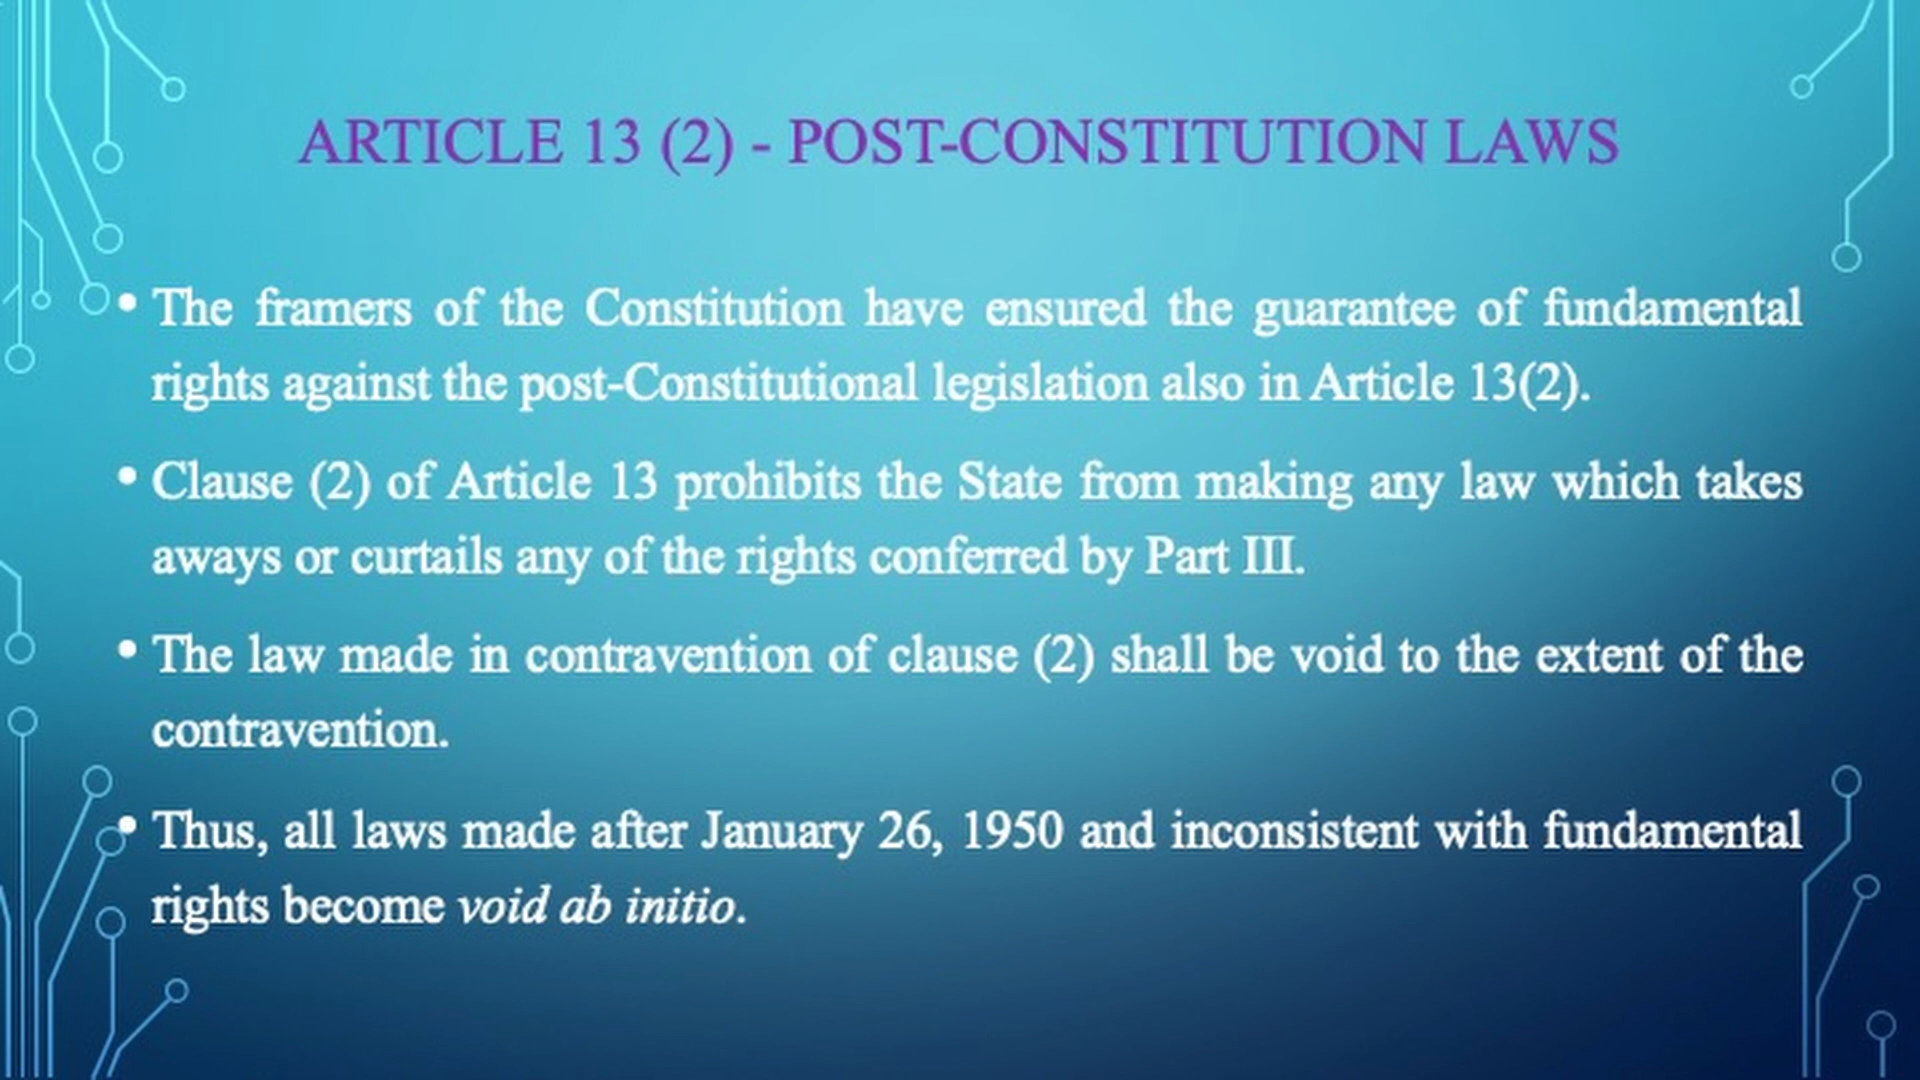 ARTICLE 13 (2) - POST-CONSTITUTION LAWS
• The framers of the Constitution have ensured the guarantee of fundamental
rights against the post-Constitutional legislation also in Article 13(2).
• Clause (2) of Article 13 prohibits the State from making any law which takes
aways or curtails any of the rights conferred by Part III.
• The law made in contravention of clause (2) shall be void to the extent of the
contravention.
• Thus, all laws made after January 26, 1950 and inconsistent with fundamental
rights become void ab initio.